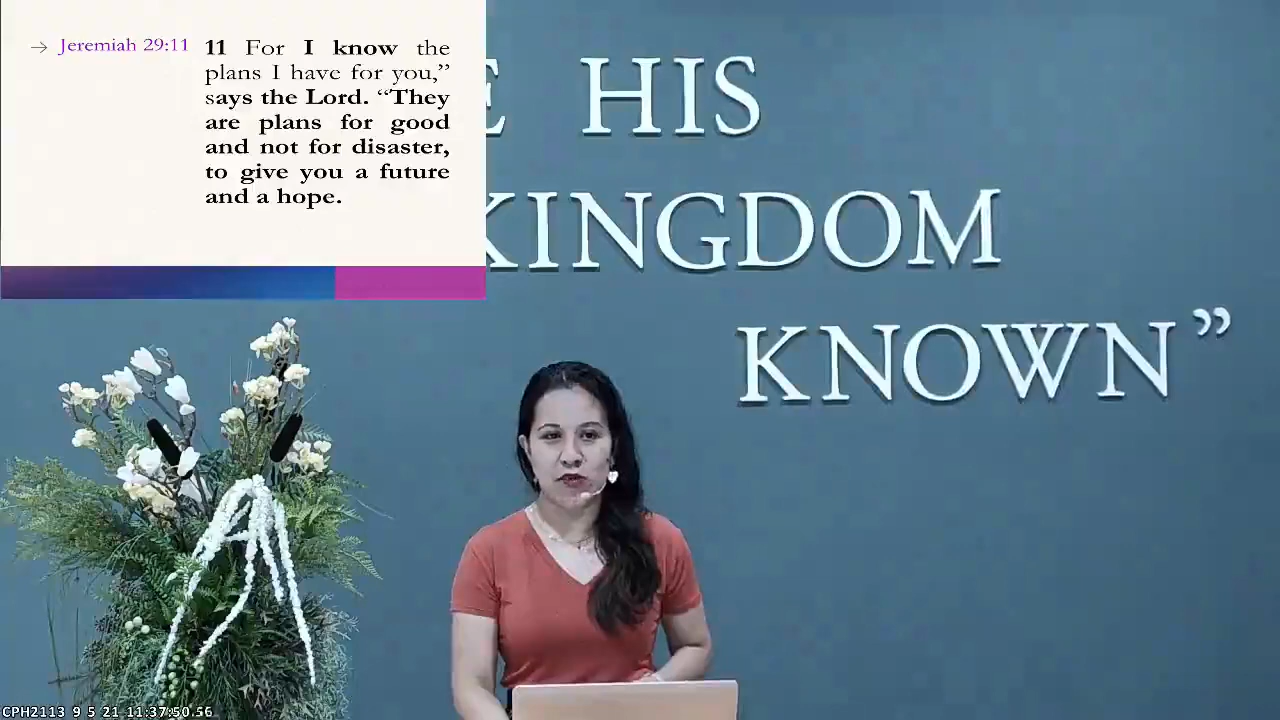 → Jeremiah 29:11
11 For I know the
plans I have for you,”
says the Lord. “They
are plans for good
and not for disaster,
to give you a future
and a hope.
E HIS
KINGDOM
KNOWN”
CPH2113 9 5 21 11:37:50.56